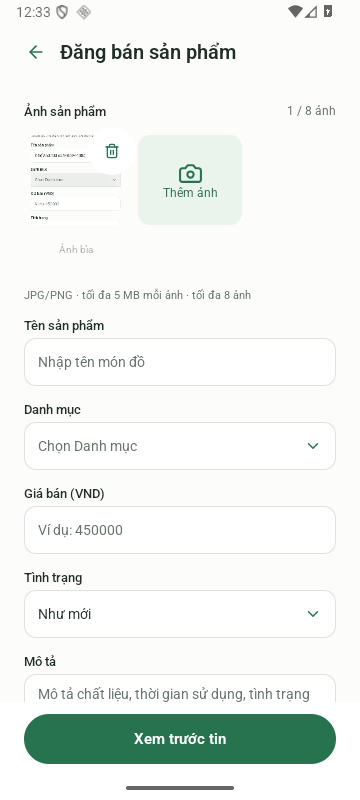 12:33
Đăng bán sản phẩm
Ảnh sản phẩm
1 / 8 ảnh
Thêm ảnh
Ảnh bìa
JPG/PNG · tối đa 5 MB mỗi ảnh · tối đa 8 ảnh
Tên sản phẩm
Nhập tên món đồ
Danh mục
Chọn Danh mục
Giá bán (VND)
Ví dụ: 450000
Tình trạng
Như mới
Mô tả
Mô tả chất liệu, thời gian sử dụng, tình trạng
Xem trước tin